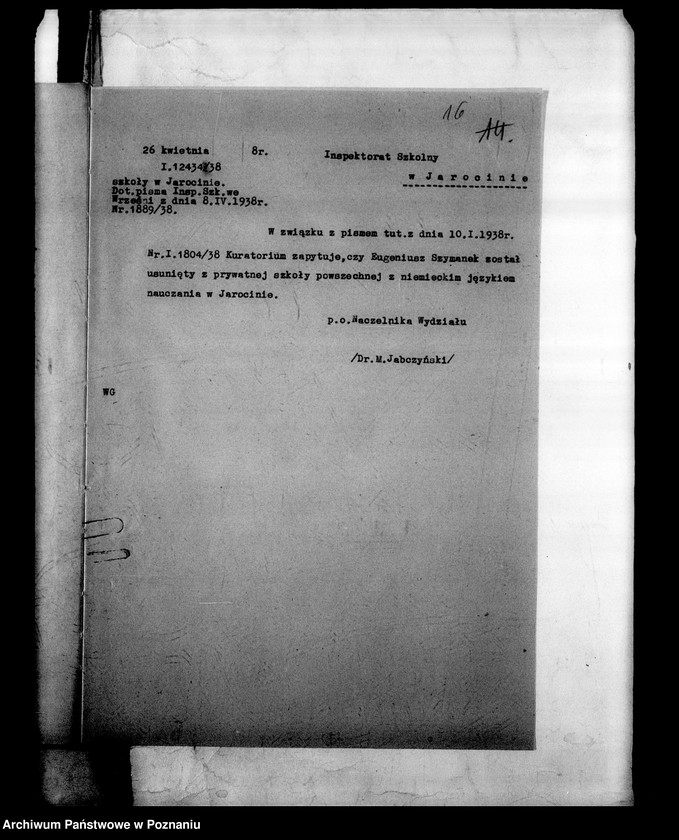 16
26 kwietnia 8r.
Inspektorat Szkolny
I.12434/38
w Jarocinie
szkoły w Jarocinie.
Dot.pisma Insp.Szk.we
Wrześni z dnia 8.IV.1938r.
Nr.1889/38.
W związku z pismem tut.z dnia 10.I.1938r.
Nr.I.1804/38 Kuratorium zapytuje,czy Eugeniusz Szymanek został
usunięty z prywatnej szkoły powszechnej z niemieckim językiem
nauczania w Jarocinie.
p.o.Naczelnika Wydziału
/Dr.M.Jabczyński/
WG
Archiwum Państwowe w Poznaniu